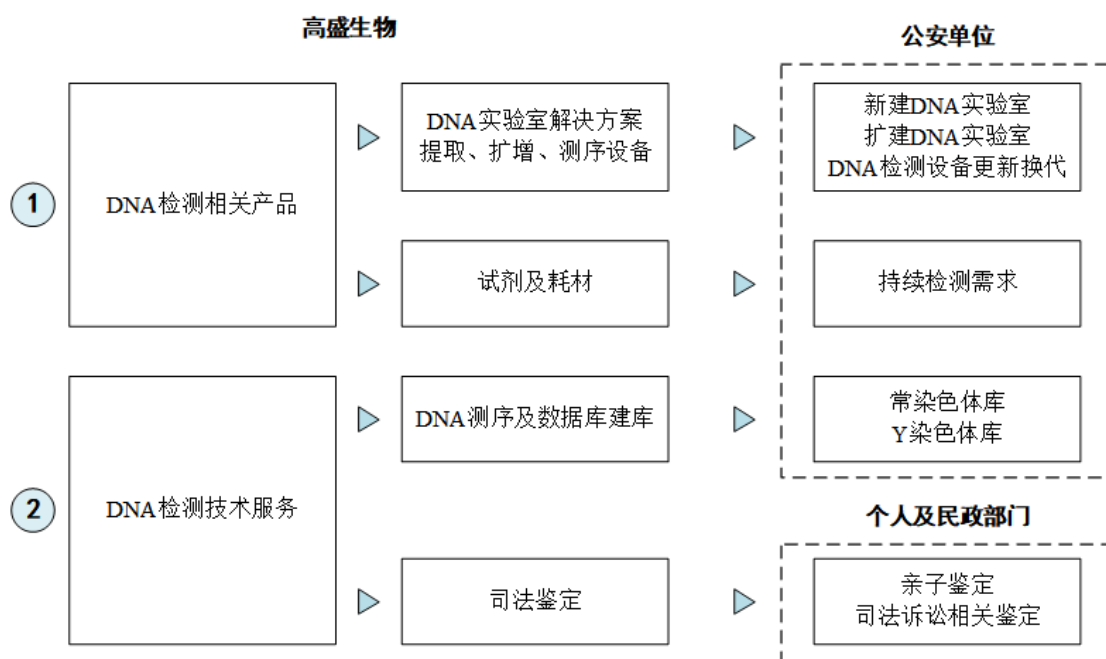 高盛生物
公安单位
1
DNA检测相关产品
DNA实验室解决方案
提取、扩增、测序设备
新建DNA实验室
扩建DNA实验室
DNA检测设备更新换代
试剂及耗材
持续检测需求
2
DNA检测技术服务
DNA测序及数据库建库
常染色体库
Y染色体库
个人及民政部门
司法鉴定
亲子鉴定
司法诉讼相关鉴定